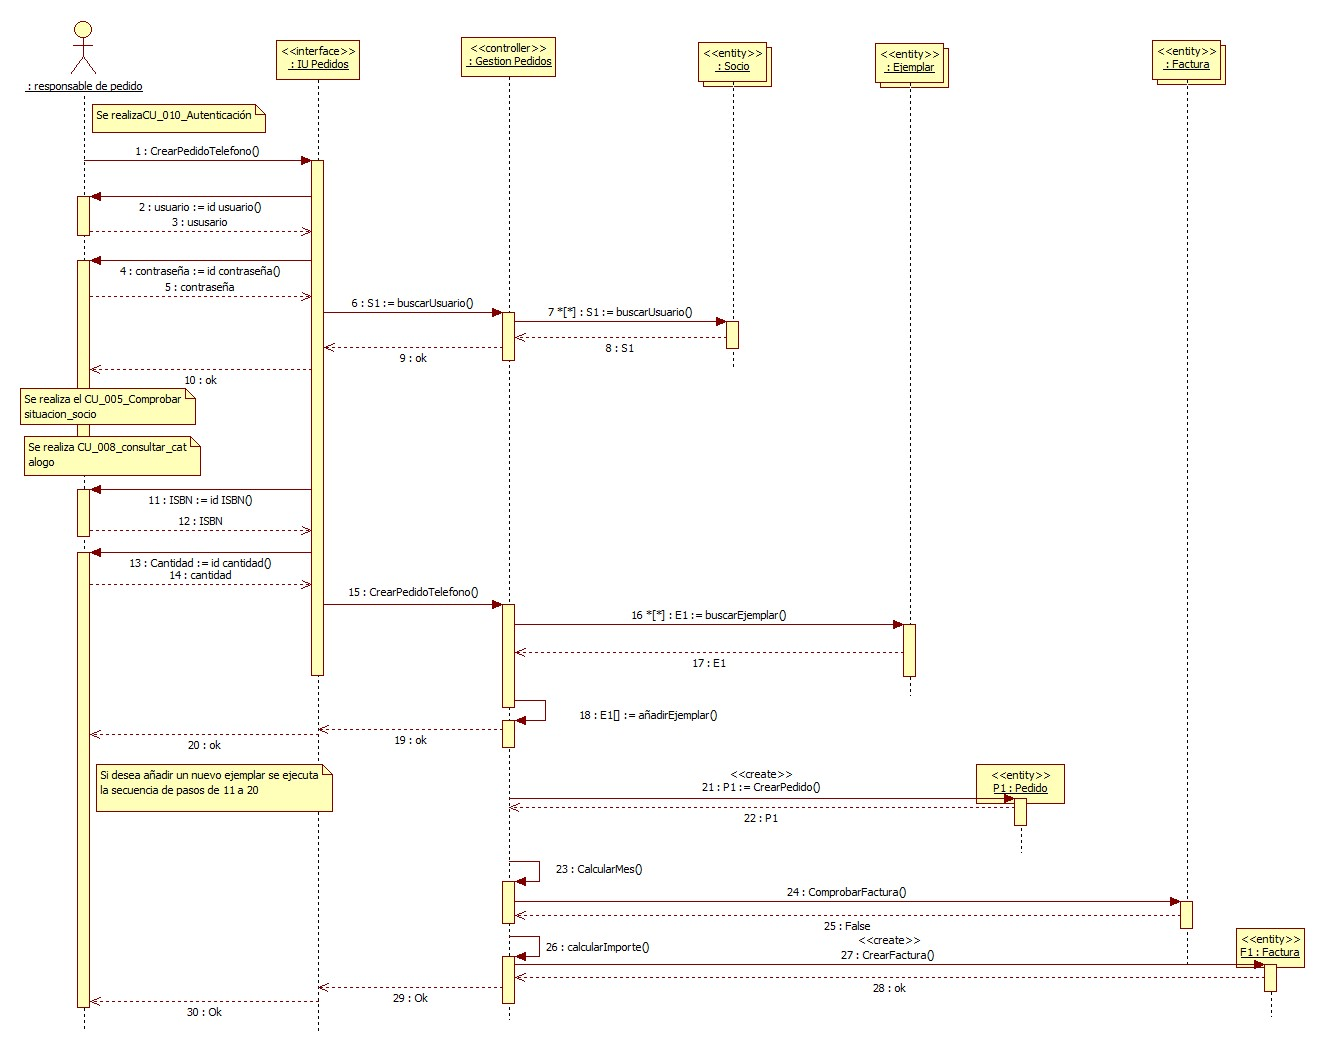 <<interface>>
: IU Pedidos
<<controller>>
: Gestion Pedidos
<<entity>>
: Socio
<<entity>>
: Ejemplar
<<entity>>
: Factura
: responsable de pedido
Se realizaCU_010_Autenticación
1 : CrearPedidoTelefono()
2 : usuario := id usuario()
3 : ususario
4 : contraseña := id contraseña()
5 : contraseña
6 : S1 := buscarUsuario()
7 *[*] : S1 := buscarUsuario()
8 : S1
9 : ok
10 : ok
Se realiza el CU_005_Comprobar
situacion_socio
Se realiza CU_008_consultar_cat
alogo
11 : ISBN := id ISBN()
12 : ISBN
13 : Cantidad := id cantidad()
14 : cantidad
15 : CrearPedidoTelefono()
16 *[*] : E1 := buscarEjemplar()
17 : E1
18 : E1[] := añadirEjemplar()
19 : ok
20 : ok
Si desea añadir un nuevo ejemplar se ejecuta
la secuencia de pasos de 11 a 20
<<create>>
21 : P1 := CrearPedido()
<<entity>>
P1 : Pedido
22 : P1
23 : CalcularMes()
24 : ComprobarFactura()
25 : False
26 : calcularImporte()
<<create>>
27 : CrearFactura()
<<entity>>
F1 : Factura
28 : ok
29 : Ok
30 : Ok